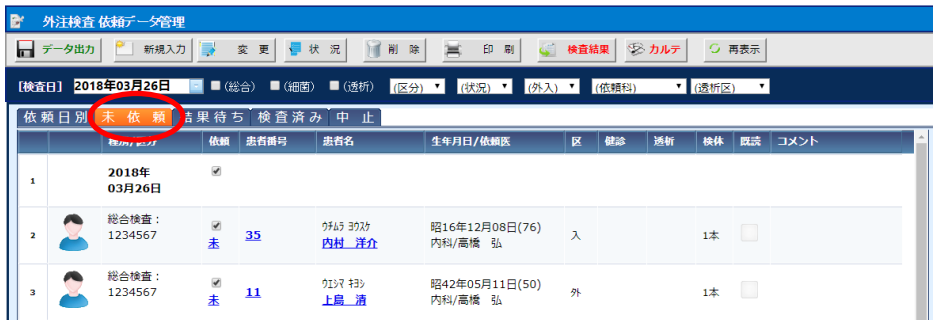 外注検査 依頼データ管理
データ出力 新規入力 変 更 状 況 削 除 印 刷 検査結果 カルテ 再表示
[検査日] 2018年03月26日 (総合) (細菌) (透析) (区分) ▼ (状況) ▼ (外入) ▼ (依頼科) ▼ (透析区) ▼
依頼日別 未 依 頼 結果待ち 検査済み 中 止
種別/区分 依頼 患者番号 患者名 生年月日/依頼医 区 健診 透析 検体 既読 コメント
1 2018年
03月26日
総合検査: ｳﾁﾑﾗ ﾖｳｽｹ 昭16年12月08日(76)
2 1234567 未 35 内村 洋介 内科/高橋 弘 入 1本
総合検査: ｳｴｼﾏ ｷﾖｼ 昭42年05月11日(50)
3 1234567 未 11 上島 清 内科/高橋 弘 外 1本